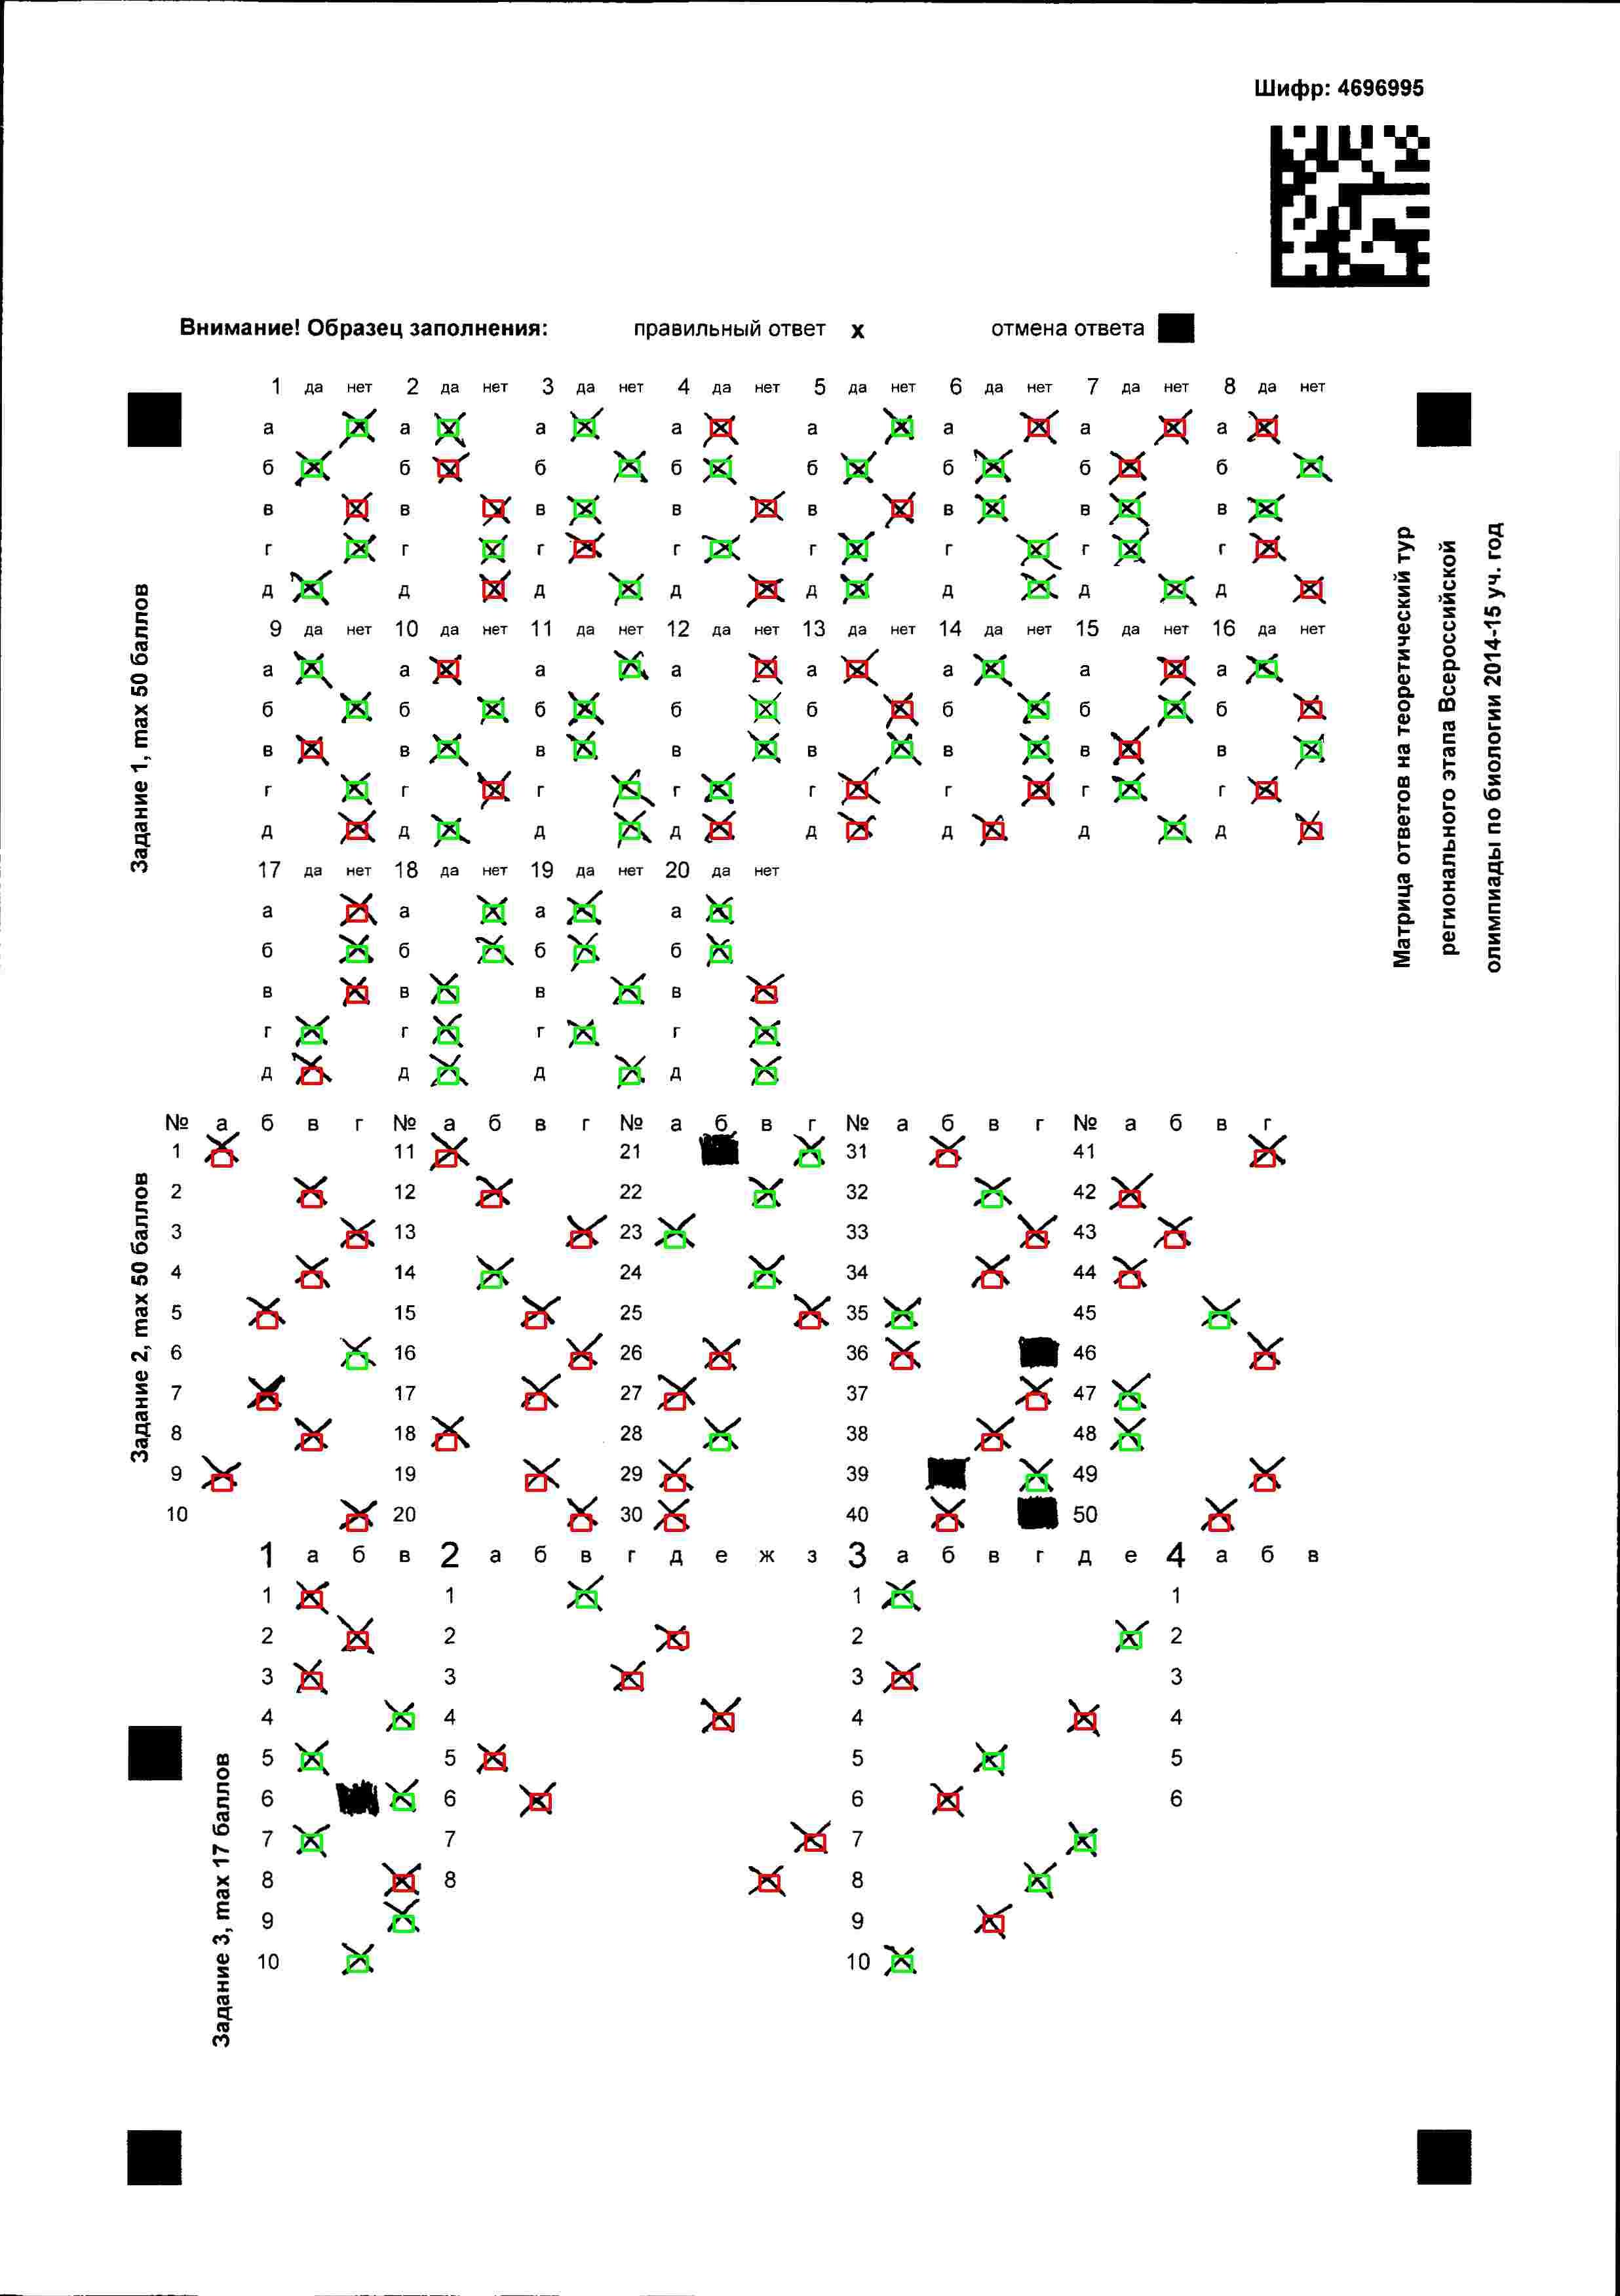 Шифр: 4696995
Внимание! Образец заполнения: правильный ответ х отмена ответа
Матрица ответов на теоретический тур
регионального этапа Всероссийской
олимпиады по биологии 2014-15 уч. год
Задание 1, max 50 баллов
1 да нет 2 да нет 3 да нет 4 да нет 5 да нет 6 да нет 7 да нет 8 да нет
а а а а а а а а
б б б б б б б б
в в в в в в в в
г г г г г г г г
д д д д д д д д
9 да нет 10 да нет 11 да нет 12 да нет 13 да нет 14 да нет 15 да нет 16 да нет
а а а а а а а а
б б б б б б б б
в в в в в в в в
г г г г г г г г
д д д д д д д д
17 да нет 18 да нет 19 да нет 20 да нет
а а а а
б б б б
в в в в
г г г г
д д д д
Задание 2, max 50 баллов
№ а б в г № а б в г № а б в г № а б в г № а б в г
1 11 21 31 41
2 12 22 32 42
3 13 23 33 43
4 14 24 34 44
5 15 25 35 45
6 16 26 36 46
7 17 27 37 47
8 18 28 38 48
9 19 29 39 49
10 20 30 40 50
Задание 3, max 17 баллов
1 а б в 2 а б в г д е ж з 3 а б в г д е 4 а б в
1 1 1 1
2 2 2 2
3 3 3 3
4 4 4 4
5 5 5 5
6 6 6 6
7 7 7
8 8 8
9 9
10 10